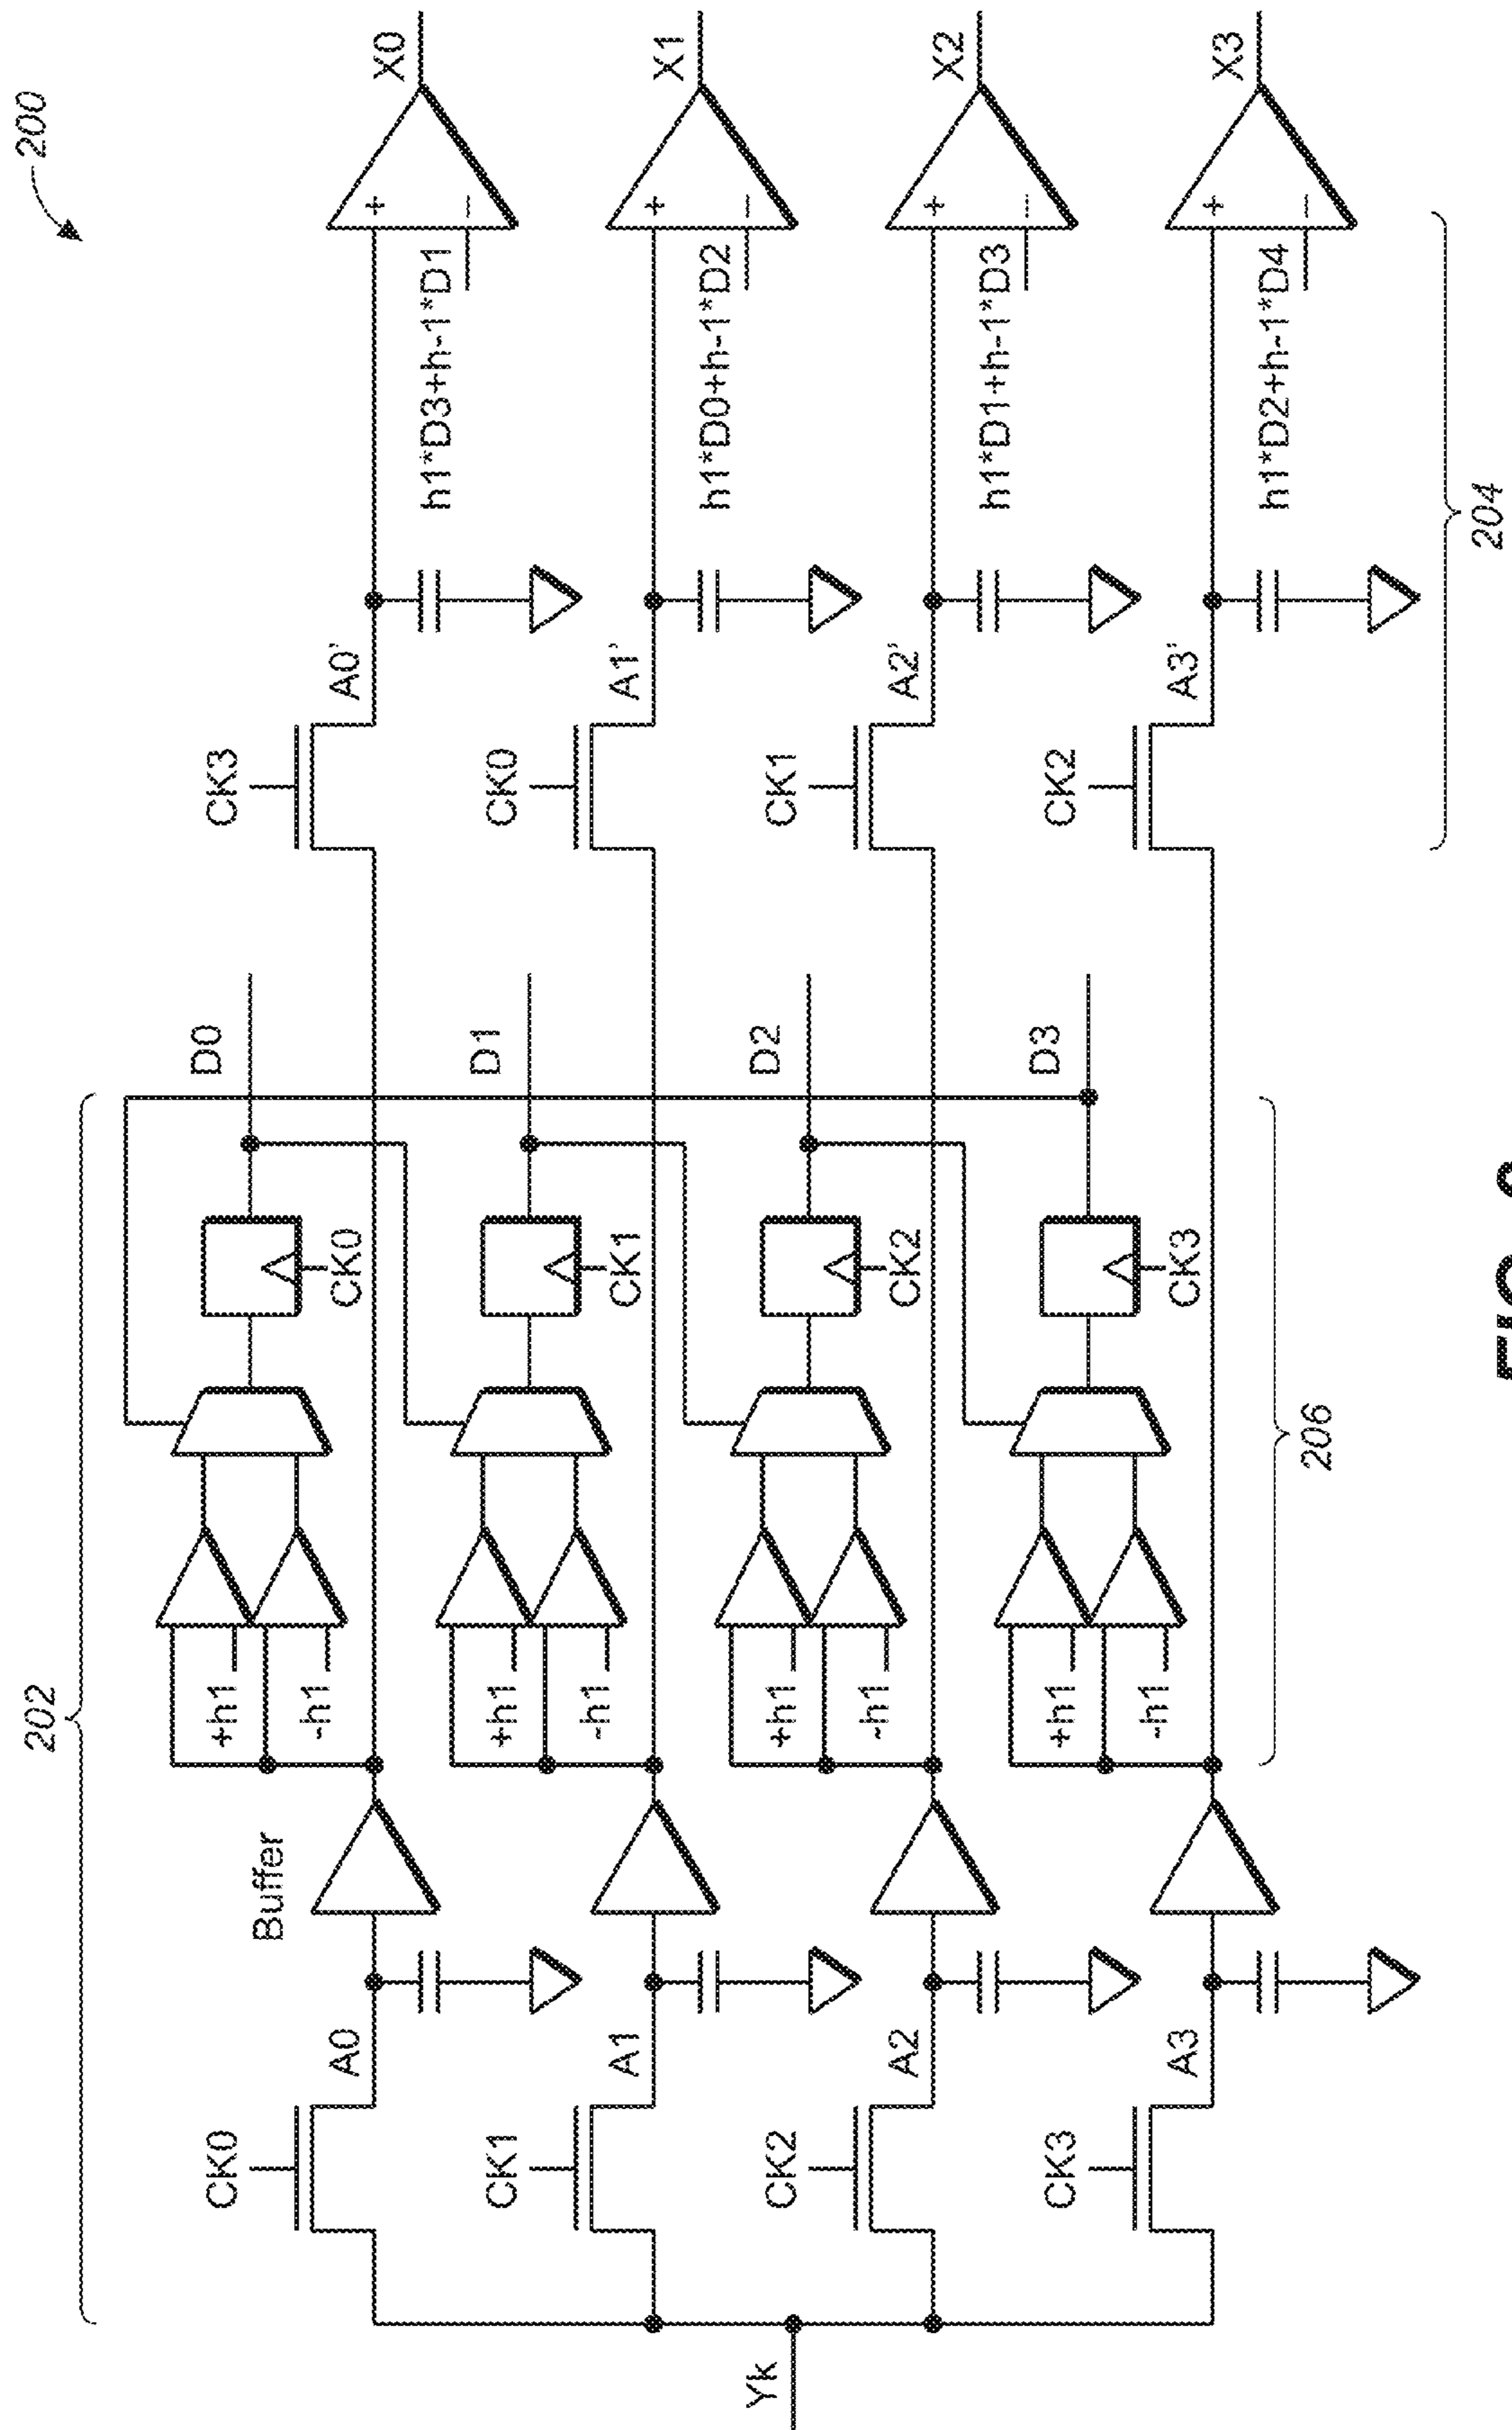 200
202
Yk
CK0
A0
Buffer
+h1
-h1
CK0
D0
CK3
A0'
h1*D3+h-1*D1
+
-
X0
CK1
A1
+h1
-h1
CK1
D1
CK0
A1'
h1*D0+h-1*D2
+
-
X1
CK2
A2
+h1
-h1
CK2
D2
CK1
A2'
h1*D1+h-1*D3
+
-
X2
CK3
A3
+h1
-h1
CK3
D3
CK2
A3'
h1*D2+h-1*D4
+
-
X3
206
204
FIG.